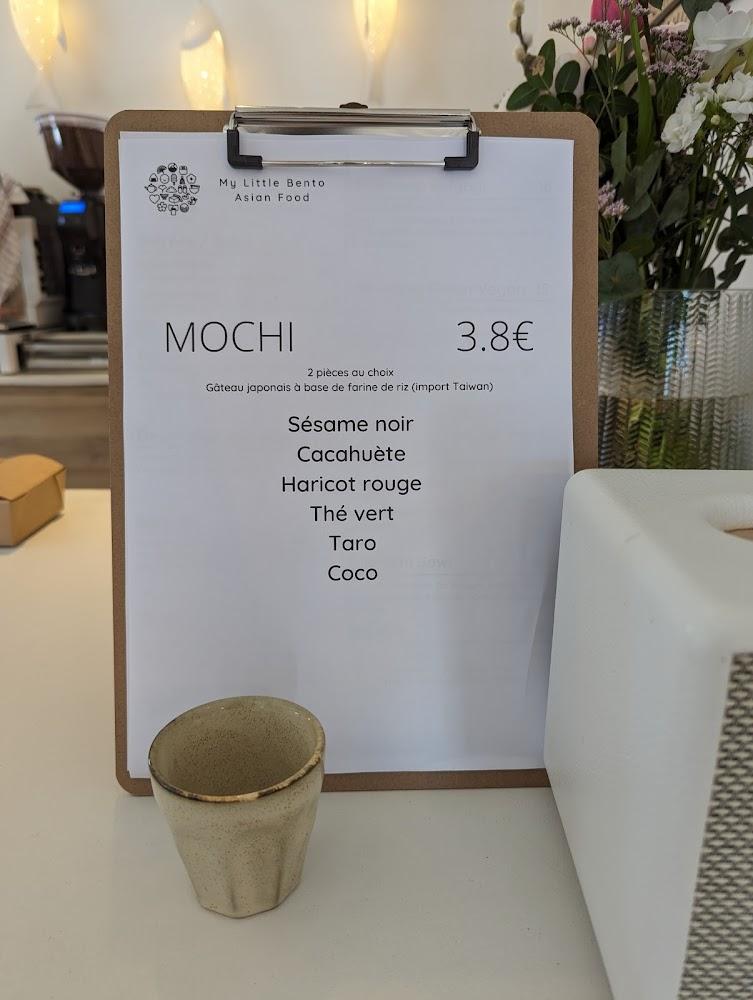 My Little Bento
Asian Food
MOCHI 3.8€
2 pièces au choix
Gâteau japonais à base de farine de riz (import Taiwan)
Sésame noir
Cacahuète
Haricot rouge
Thé vert
Taro
Coco